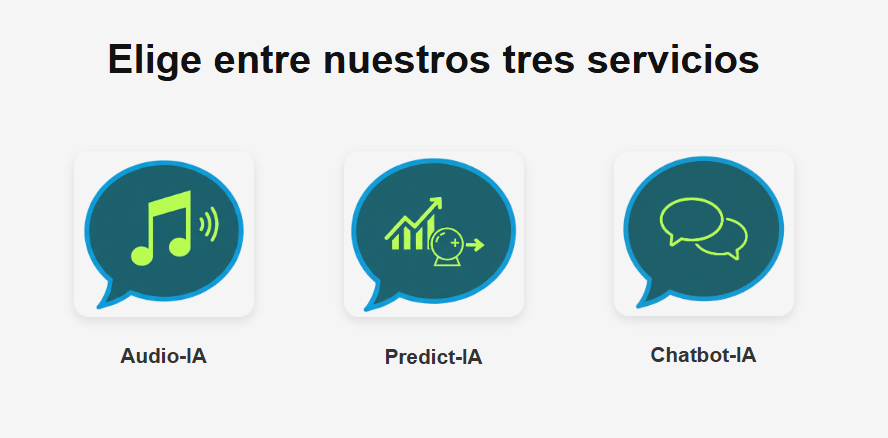 Elige entre nuestros tres servicios
Audio-IA
Predict-IA
Chatbot-IA